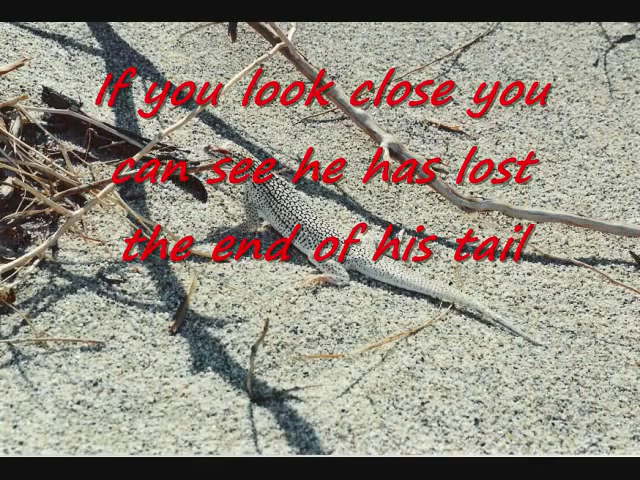 If you look close you
can see he has lost
the end of his tail